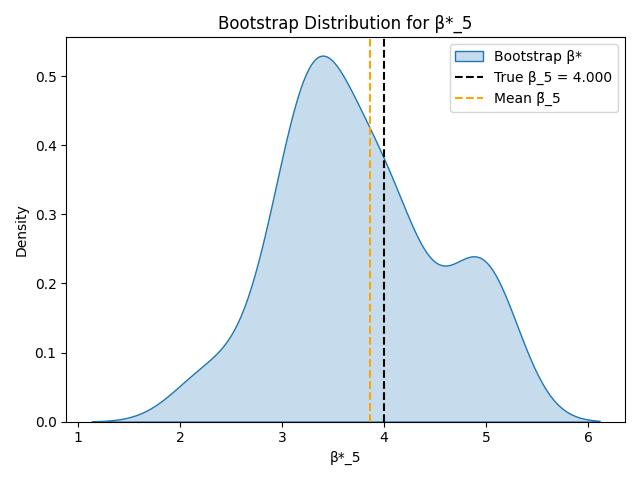 Bootstrap Distribution for β*_5
Bootstrap β*
True β_5 = 4.000
Mean β̂_5
Density
0.5
0.4
0.3
0.2
0.1
0.0
1 2 3 4 5 6
β*_5